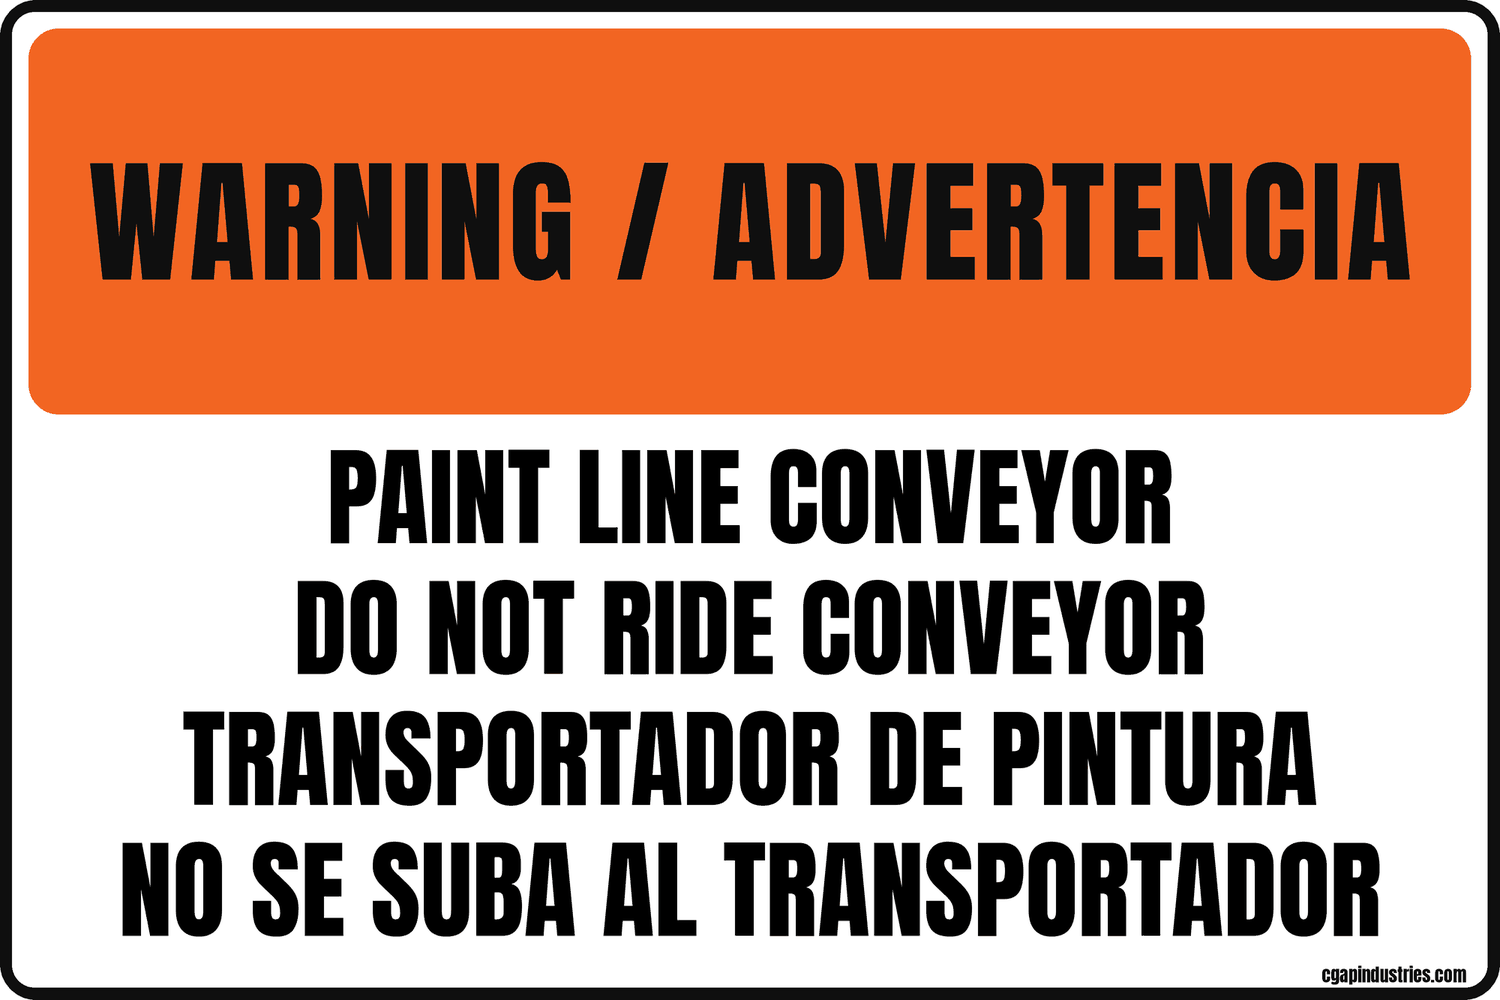 WARNING / ADVERTENCIA
PAINT LINE CONVEYOR
DO NOT RIDE CONVEYOR
TRANSPORTADOR DE PINTURA
NO SE SUBA AL TRANSPORTADOR
cgapindustries.com